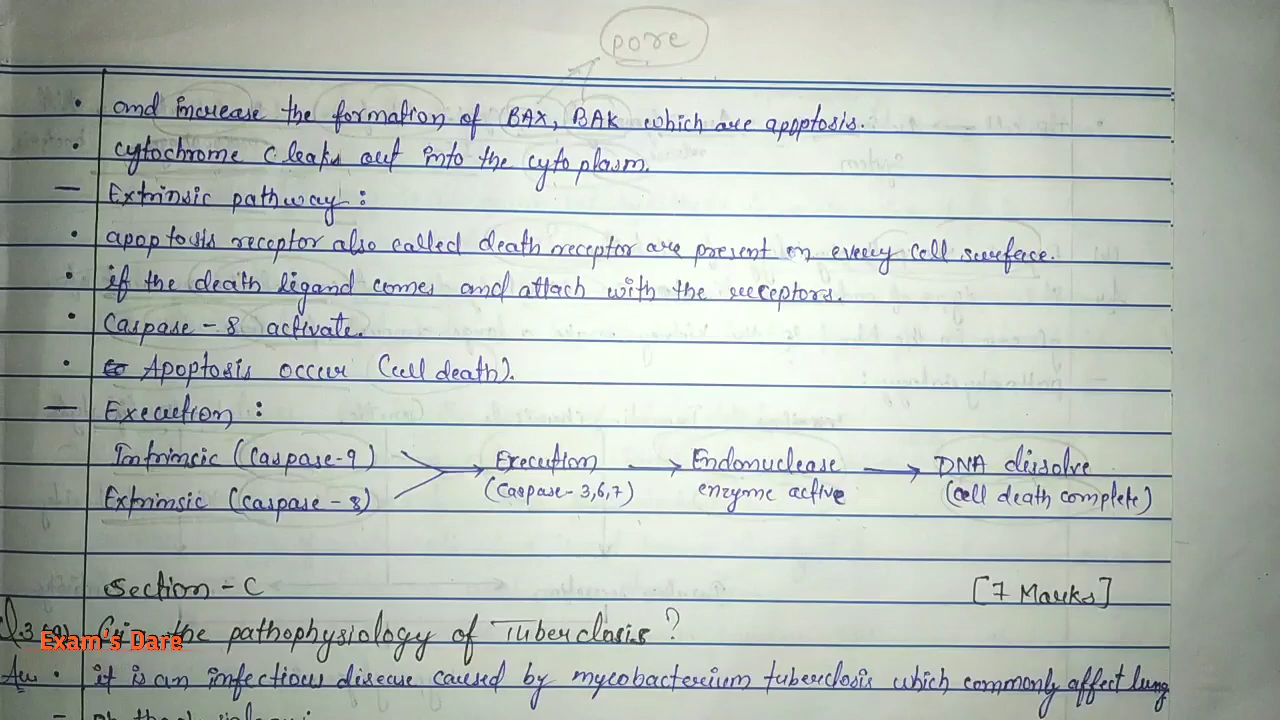 pore
• and increase the formation of BAX, BAK which are apoptosis.
• cytochrome c leaks out into the cytoplasm.
— Extrinsic pathway :
• apoptosis receptor also called death receptor are present on every cell surface.
• if the death ligand comes and attach with the receptors.
• Caspase - 8 activate.
• Apoptosis occur (cell death).
— Execution :
Intrinsic (Caspase-9) → Execution → Endonuclease → DNA dissolve
Extrinsic (Caspase - 8) (Caspase - 3,6,7) enzyme active (cell death complete)
Section - C [7 Marks]
Q.3 the pathophysiology of Tuberclosis ?
Exam's Dare
Ans • it is an infectious disease caused by mycobacterium tuberclosis which commonly affect lung